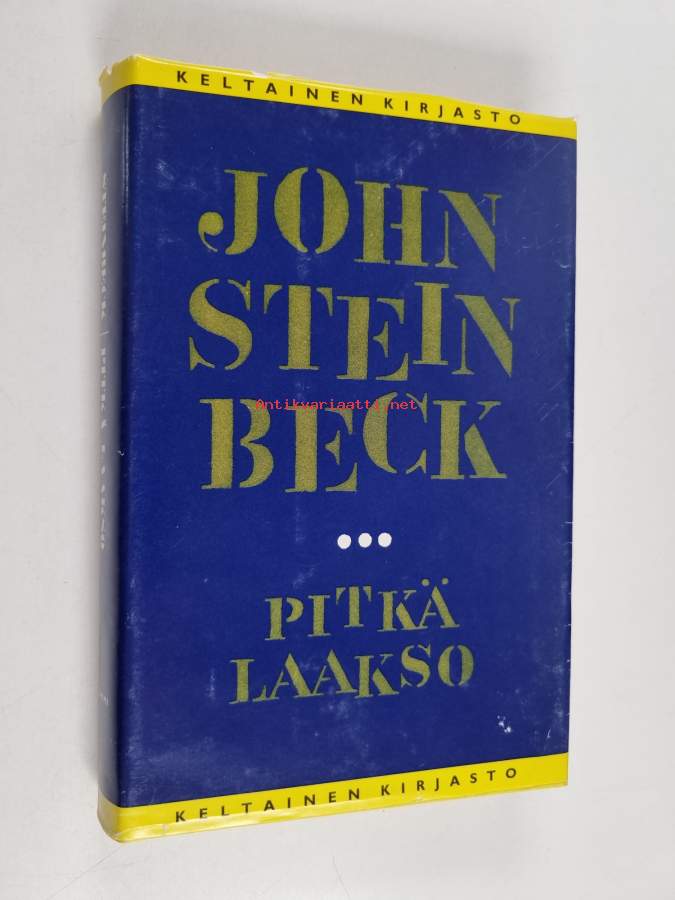 KELTAINEN KIRJASTO
JOHN
STEIN
BECK
Antikvariaatti.net
PITKÄ
LAAKSO
KELTAINEN KIRJASTO